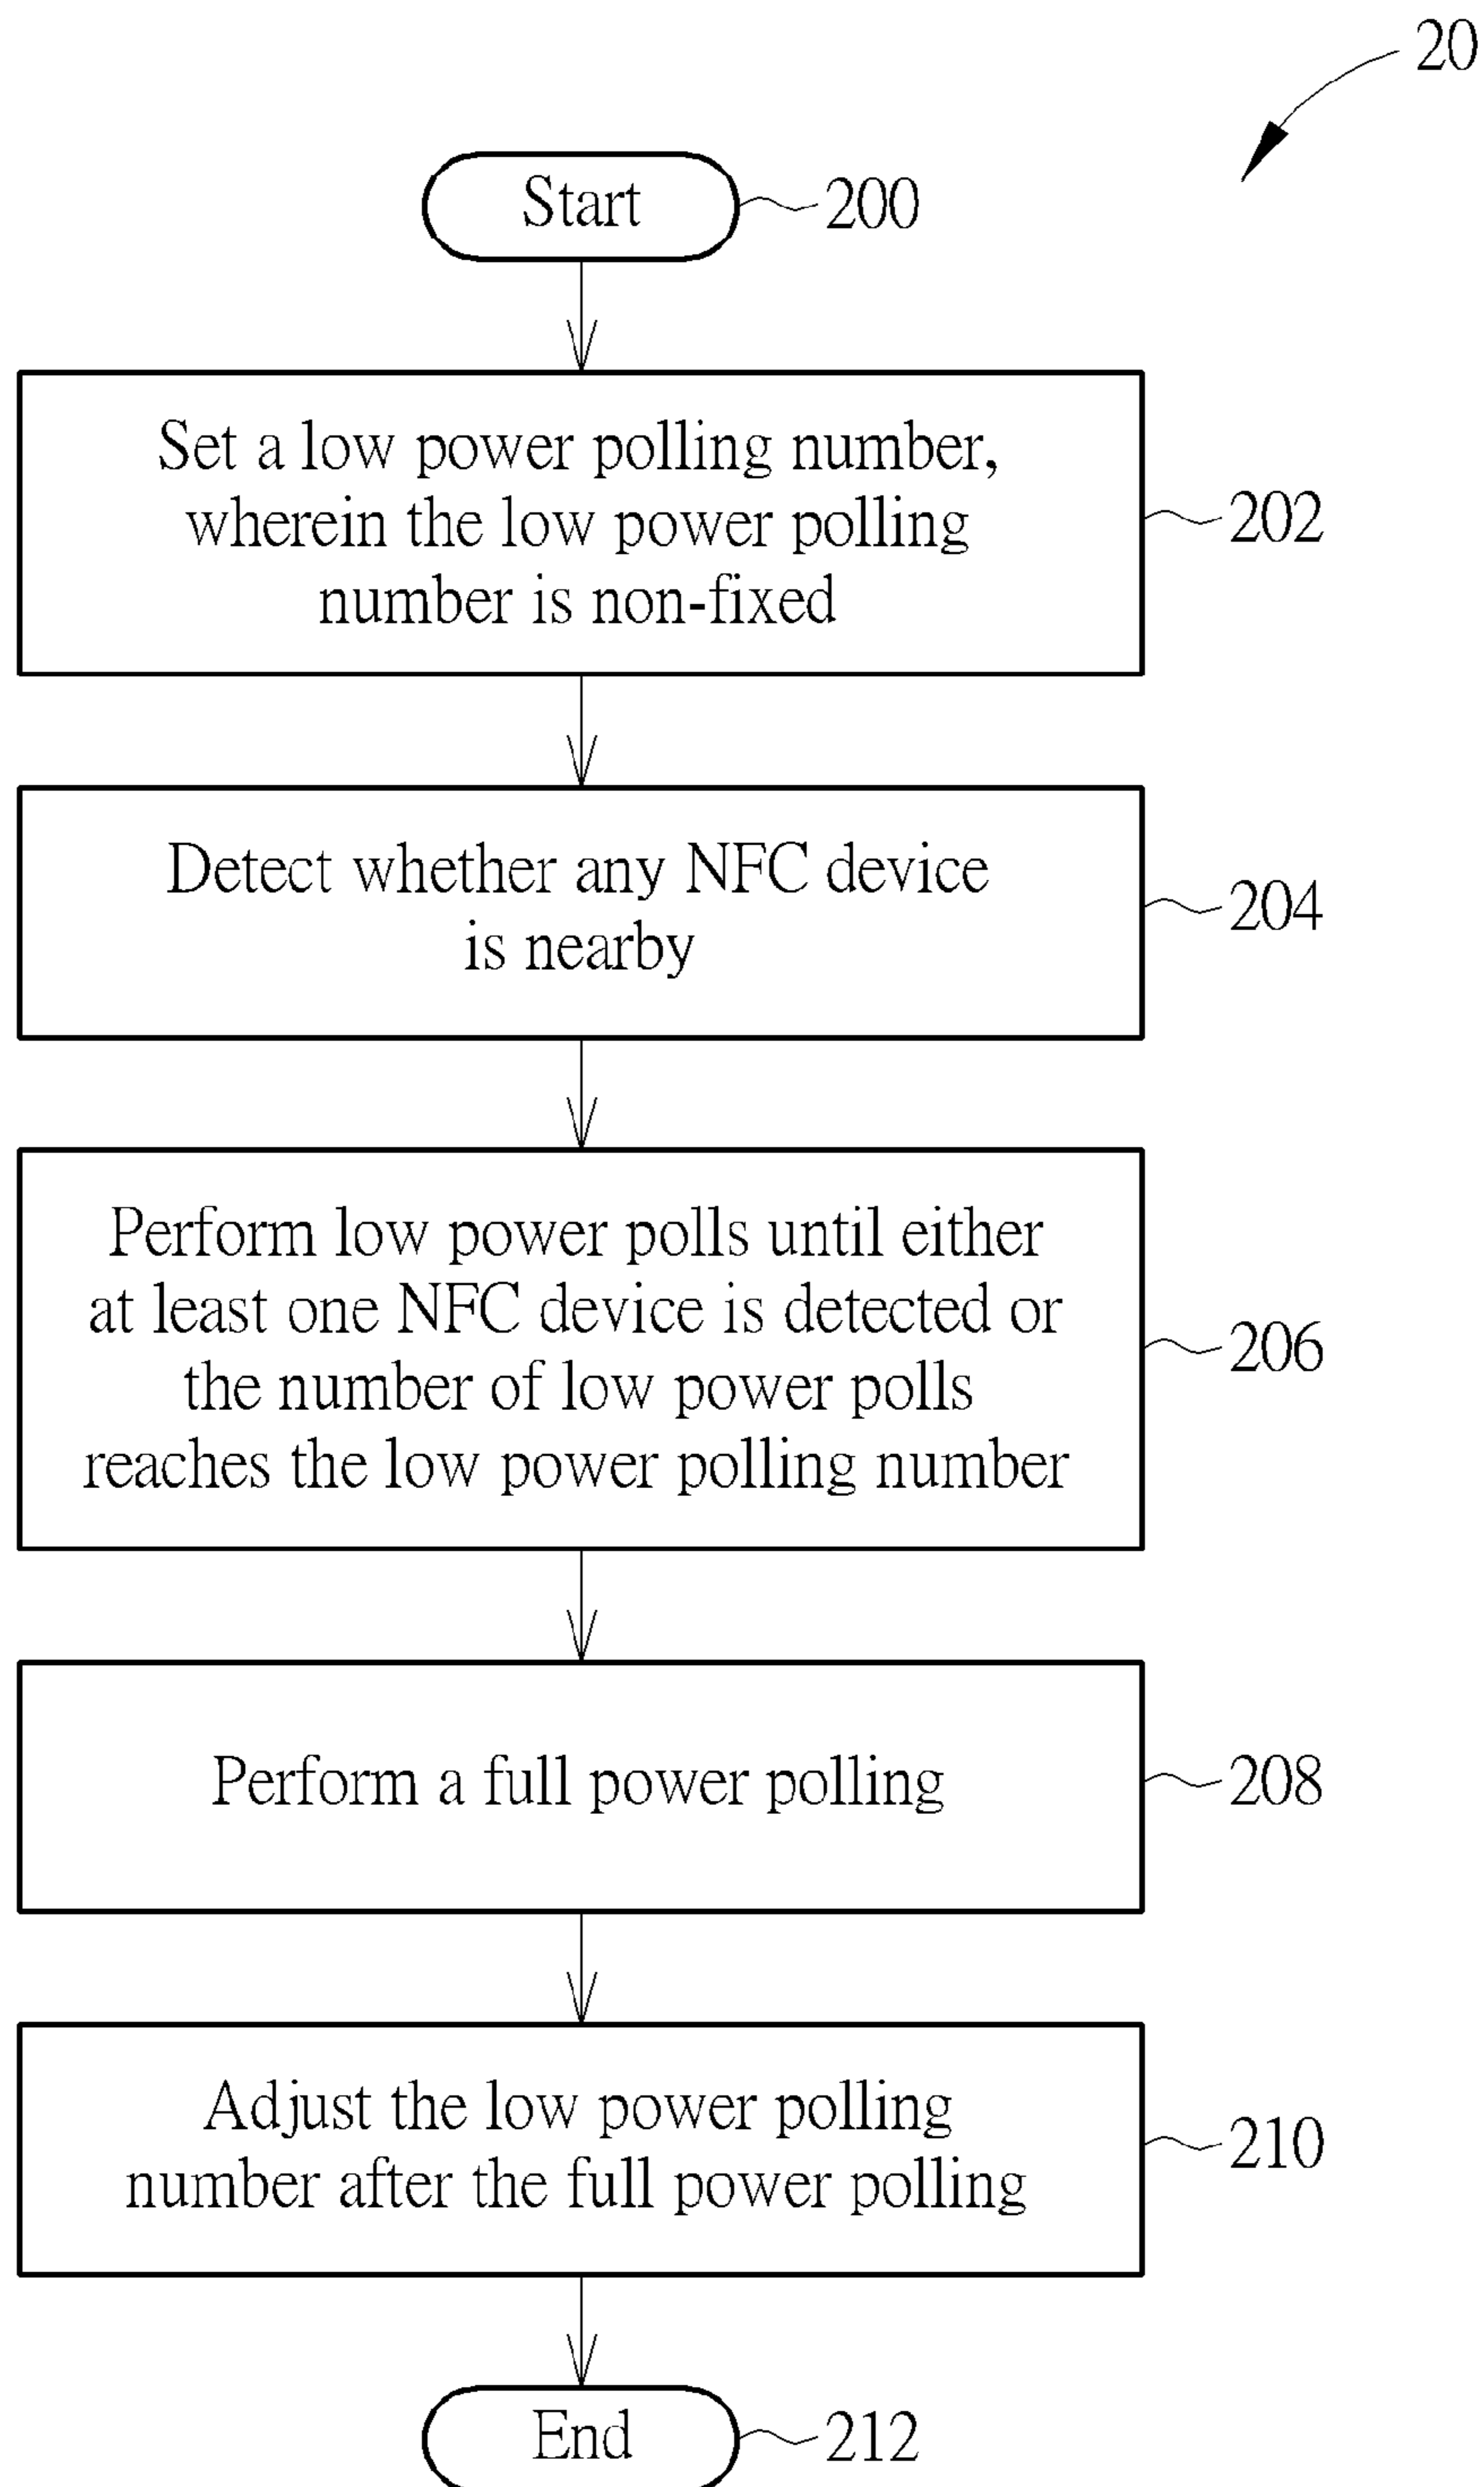 20
Start
200
Set a low power polling number,
wherein the low power polling
number is non-fixed
202
Detect whether any NFC device
is nearby
204
Perform low power polls until either
at least one NFC device is detected or
the number of low power polls
reaches the low power polling number
206
Perform a full power polling
208
Adjust the low power polling
number after the full power polling
210
End
212